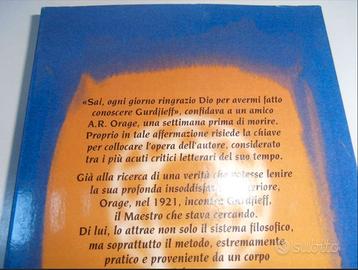 «Sai, ogni giorno ringrazio Dio per avermi fatto
conoscere Gurdjieff», confidava a un amico
A.R. Orage, una settimana prima di morire.
Proprio in tale affermazione risiede la chiave
per collocare l'opera dell'autore, considerato
tra i più acuti critici letterari del suo tempo.
Già alla ricerca di una verità che potesse lenire
la sua profonda insoddisfazione interiore,
Orage, nel 1921, incontra Gurdjieff,
il Maestro che stava cercando.
Di lui, lo attrae non solo il sistema filosofico,
ma soprattutto il metodo, estremamente
pratico e proveniente da un corpo
subito